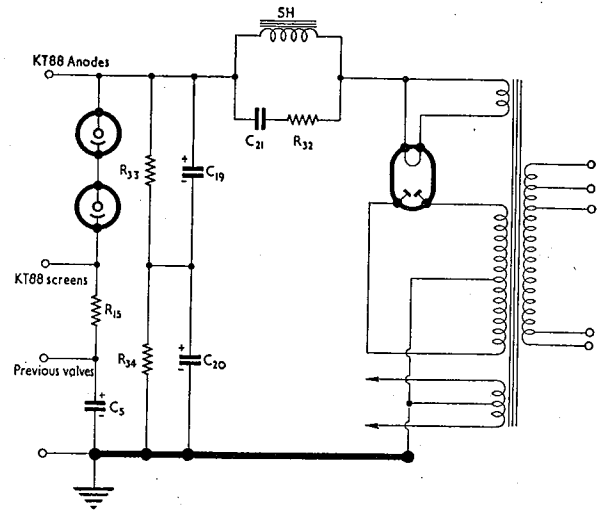 5H
KT88 Anodes
C21
R32
R33
+
-
C19
KT88 screens
R15
R34
+
-
C20
Previous valves
+
-
C5